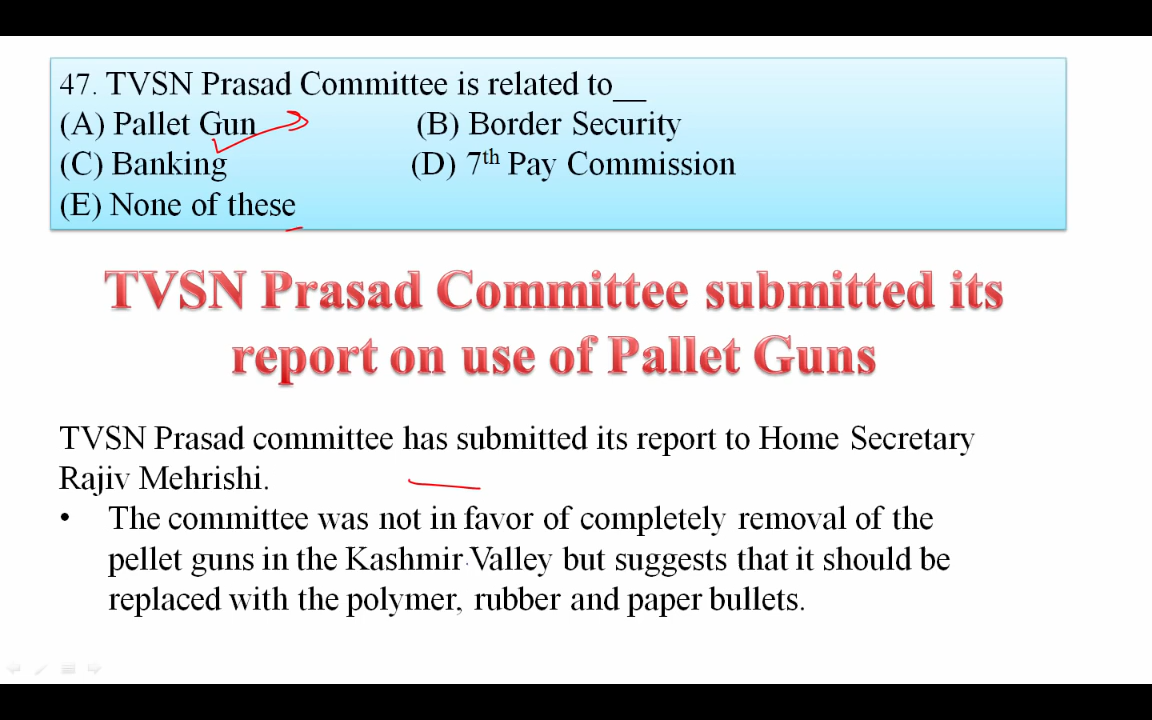 47. TVSN Prasad Committee is related to__
(A) Pallet Gun (B) Border Security
(C) Banking (D) 7th Pay Commission
(E) None of these
TVSN Prasad Committee submitted its
report on use of Pallet Guns
TVSN Prasad committee has submitted its report to Home Secretary
Rajiv Mehrishi.
• The committee was not in favor of completely removal of the
pellet guns in the Kashmir Valley but suggests that it should be
replaced with the polymer, rubber and paper bullets.